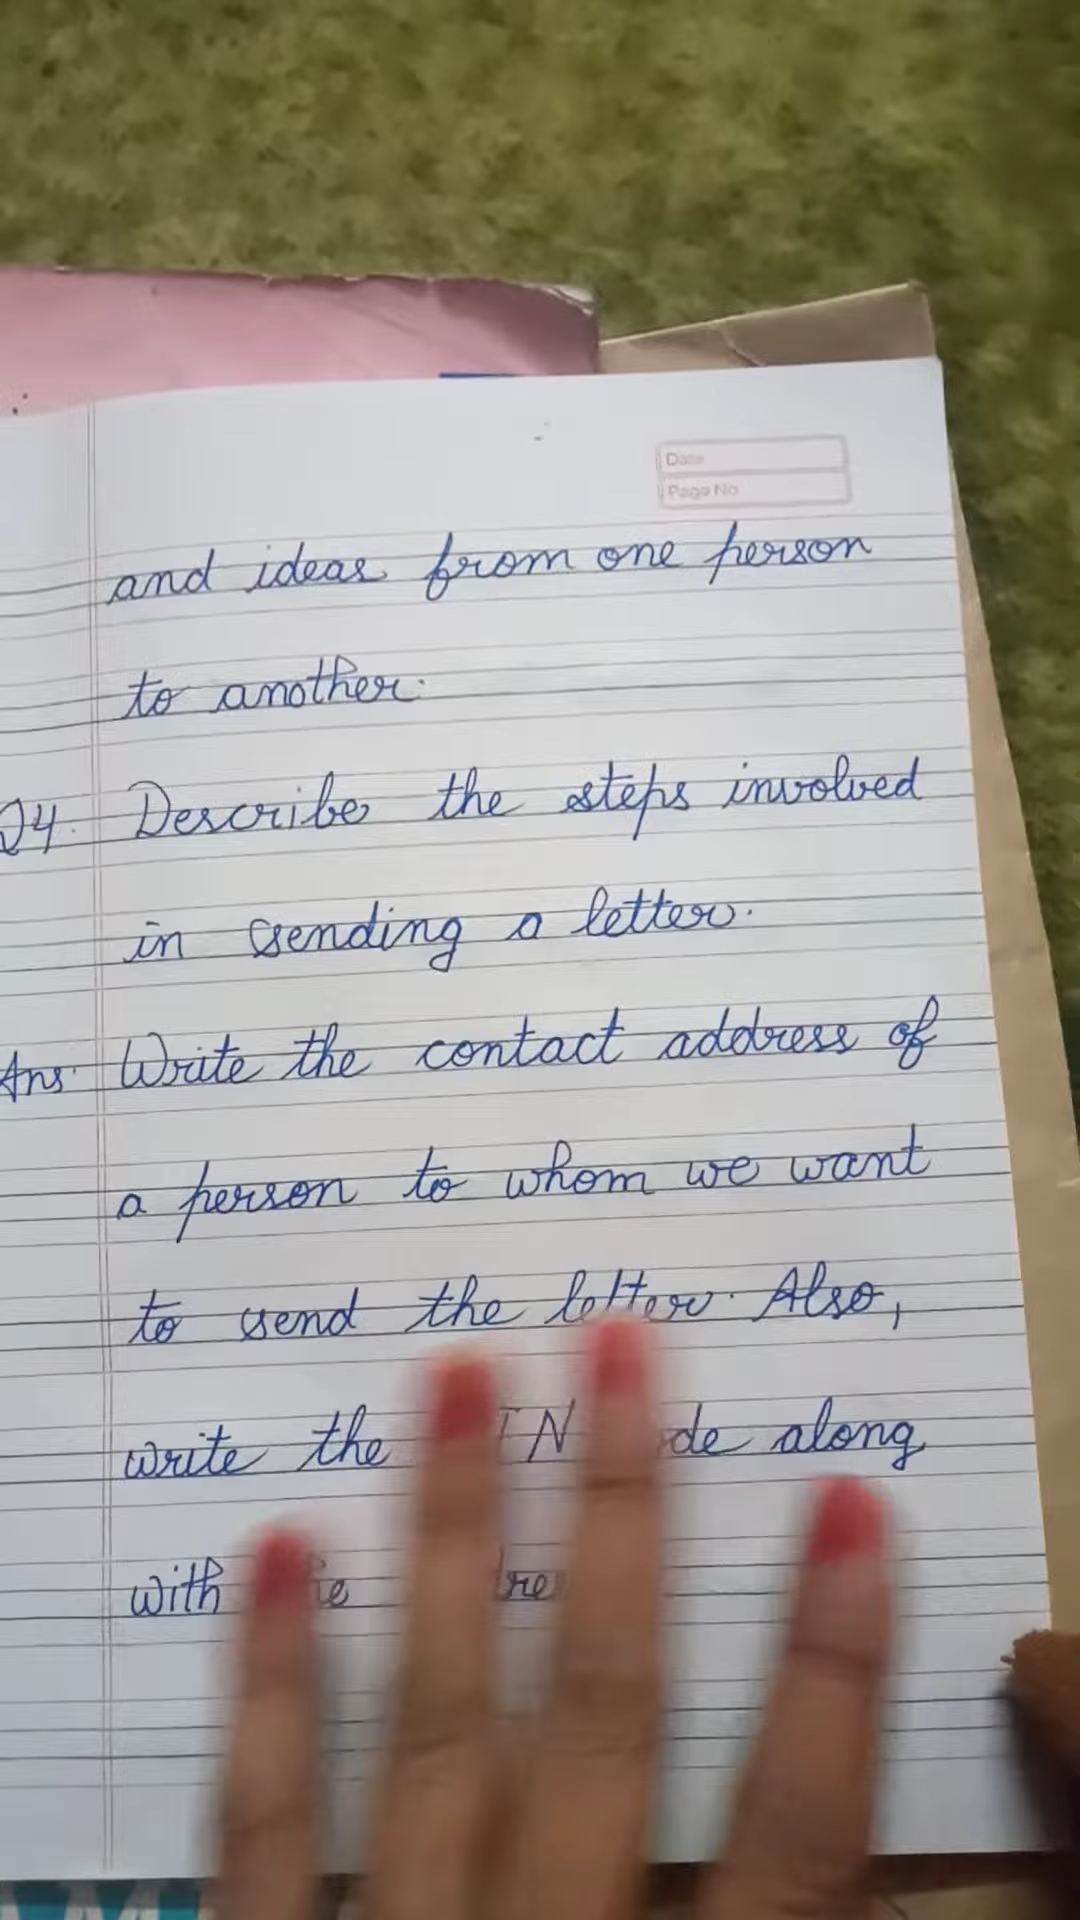 Date
Page No
and ideas from one person
to another.
Q4. Describe the steps involved
in sending a letter.
Ans. Write the contact address of
a person to whom we want
to send the letter. Also,
write the along
with